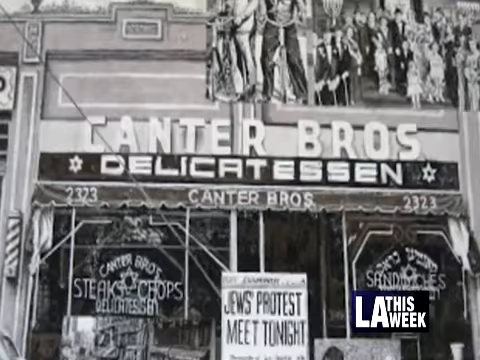 CANTER BROS
DELICATESSEN
2323 CANTER BROS. 2323
CANTER BROS.
STEAKS CHOPS
DELICATESSEN
SANDWICHES
JEWS PROTEST
MEET TONIGHT
LA THIS
WEEK